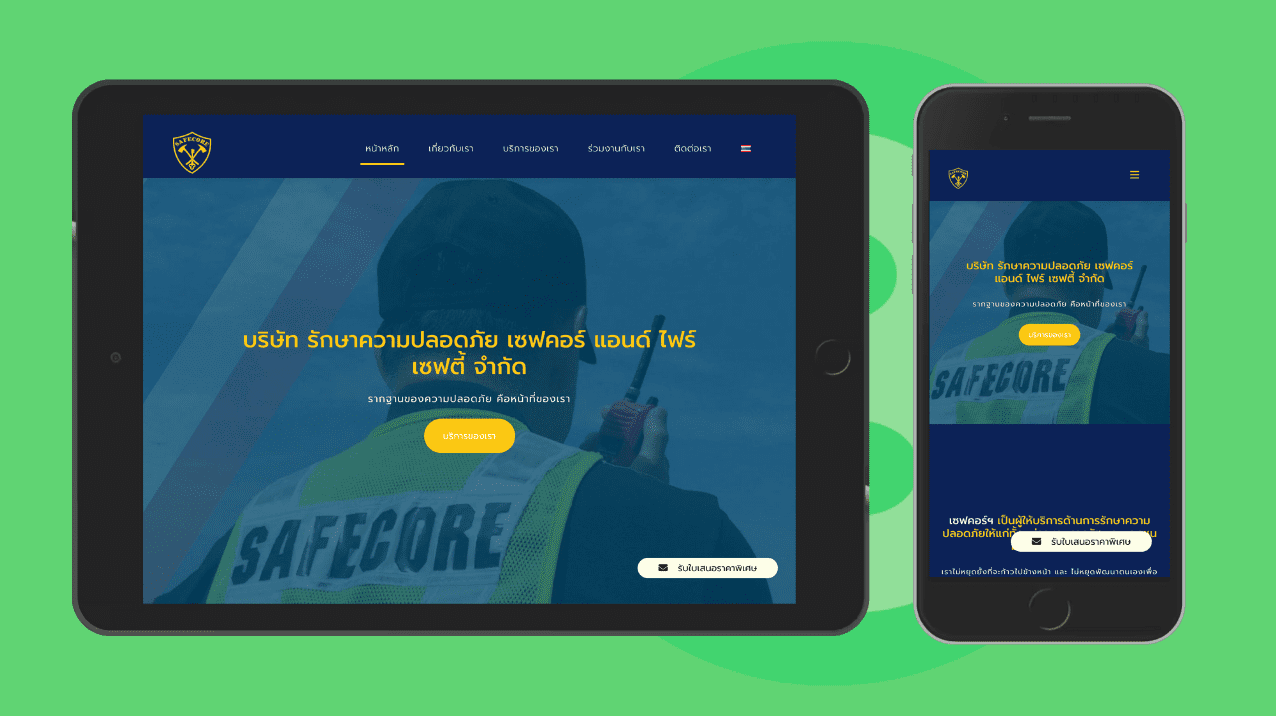 SAFECORE
หน้าหลัก
เกี่ยวกับเรา
บริการของเรา
ร่วมงานกับเรา
ติดต่อเรา
บริษัท รักษาความปลอดภัย เซฟคอร์ แอนด์ ไฟร์
เซฟตี้ จำกัด
รากฐานของความปลอดภัย คือหน้าที่ของเรา
บริการของเรา
SAFECORE
รับใบเสนอราคาพิเศษ
บริษัท รักษาความปลอดภัย เซฟคอร์
แอนด์ ไฟร์ เซฟตี้ จำกัด
รากฐานของความปลอดภัย คือหน้าที่ของเรา
บริการของเรา
SAFECORE
เซฟคอร์ฯ เป็นผู้ให้บริการด้านการรักษาความ
ปลอดภัยให้แก่
รับใบเสนอราคาพิเศษ
เราไม่หยุดยั้งที่จะก้าวไปข้างหน้า และ ไม่หยุดพัฒนาตนเองเพื่อ